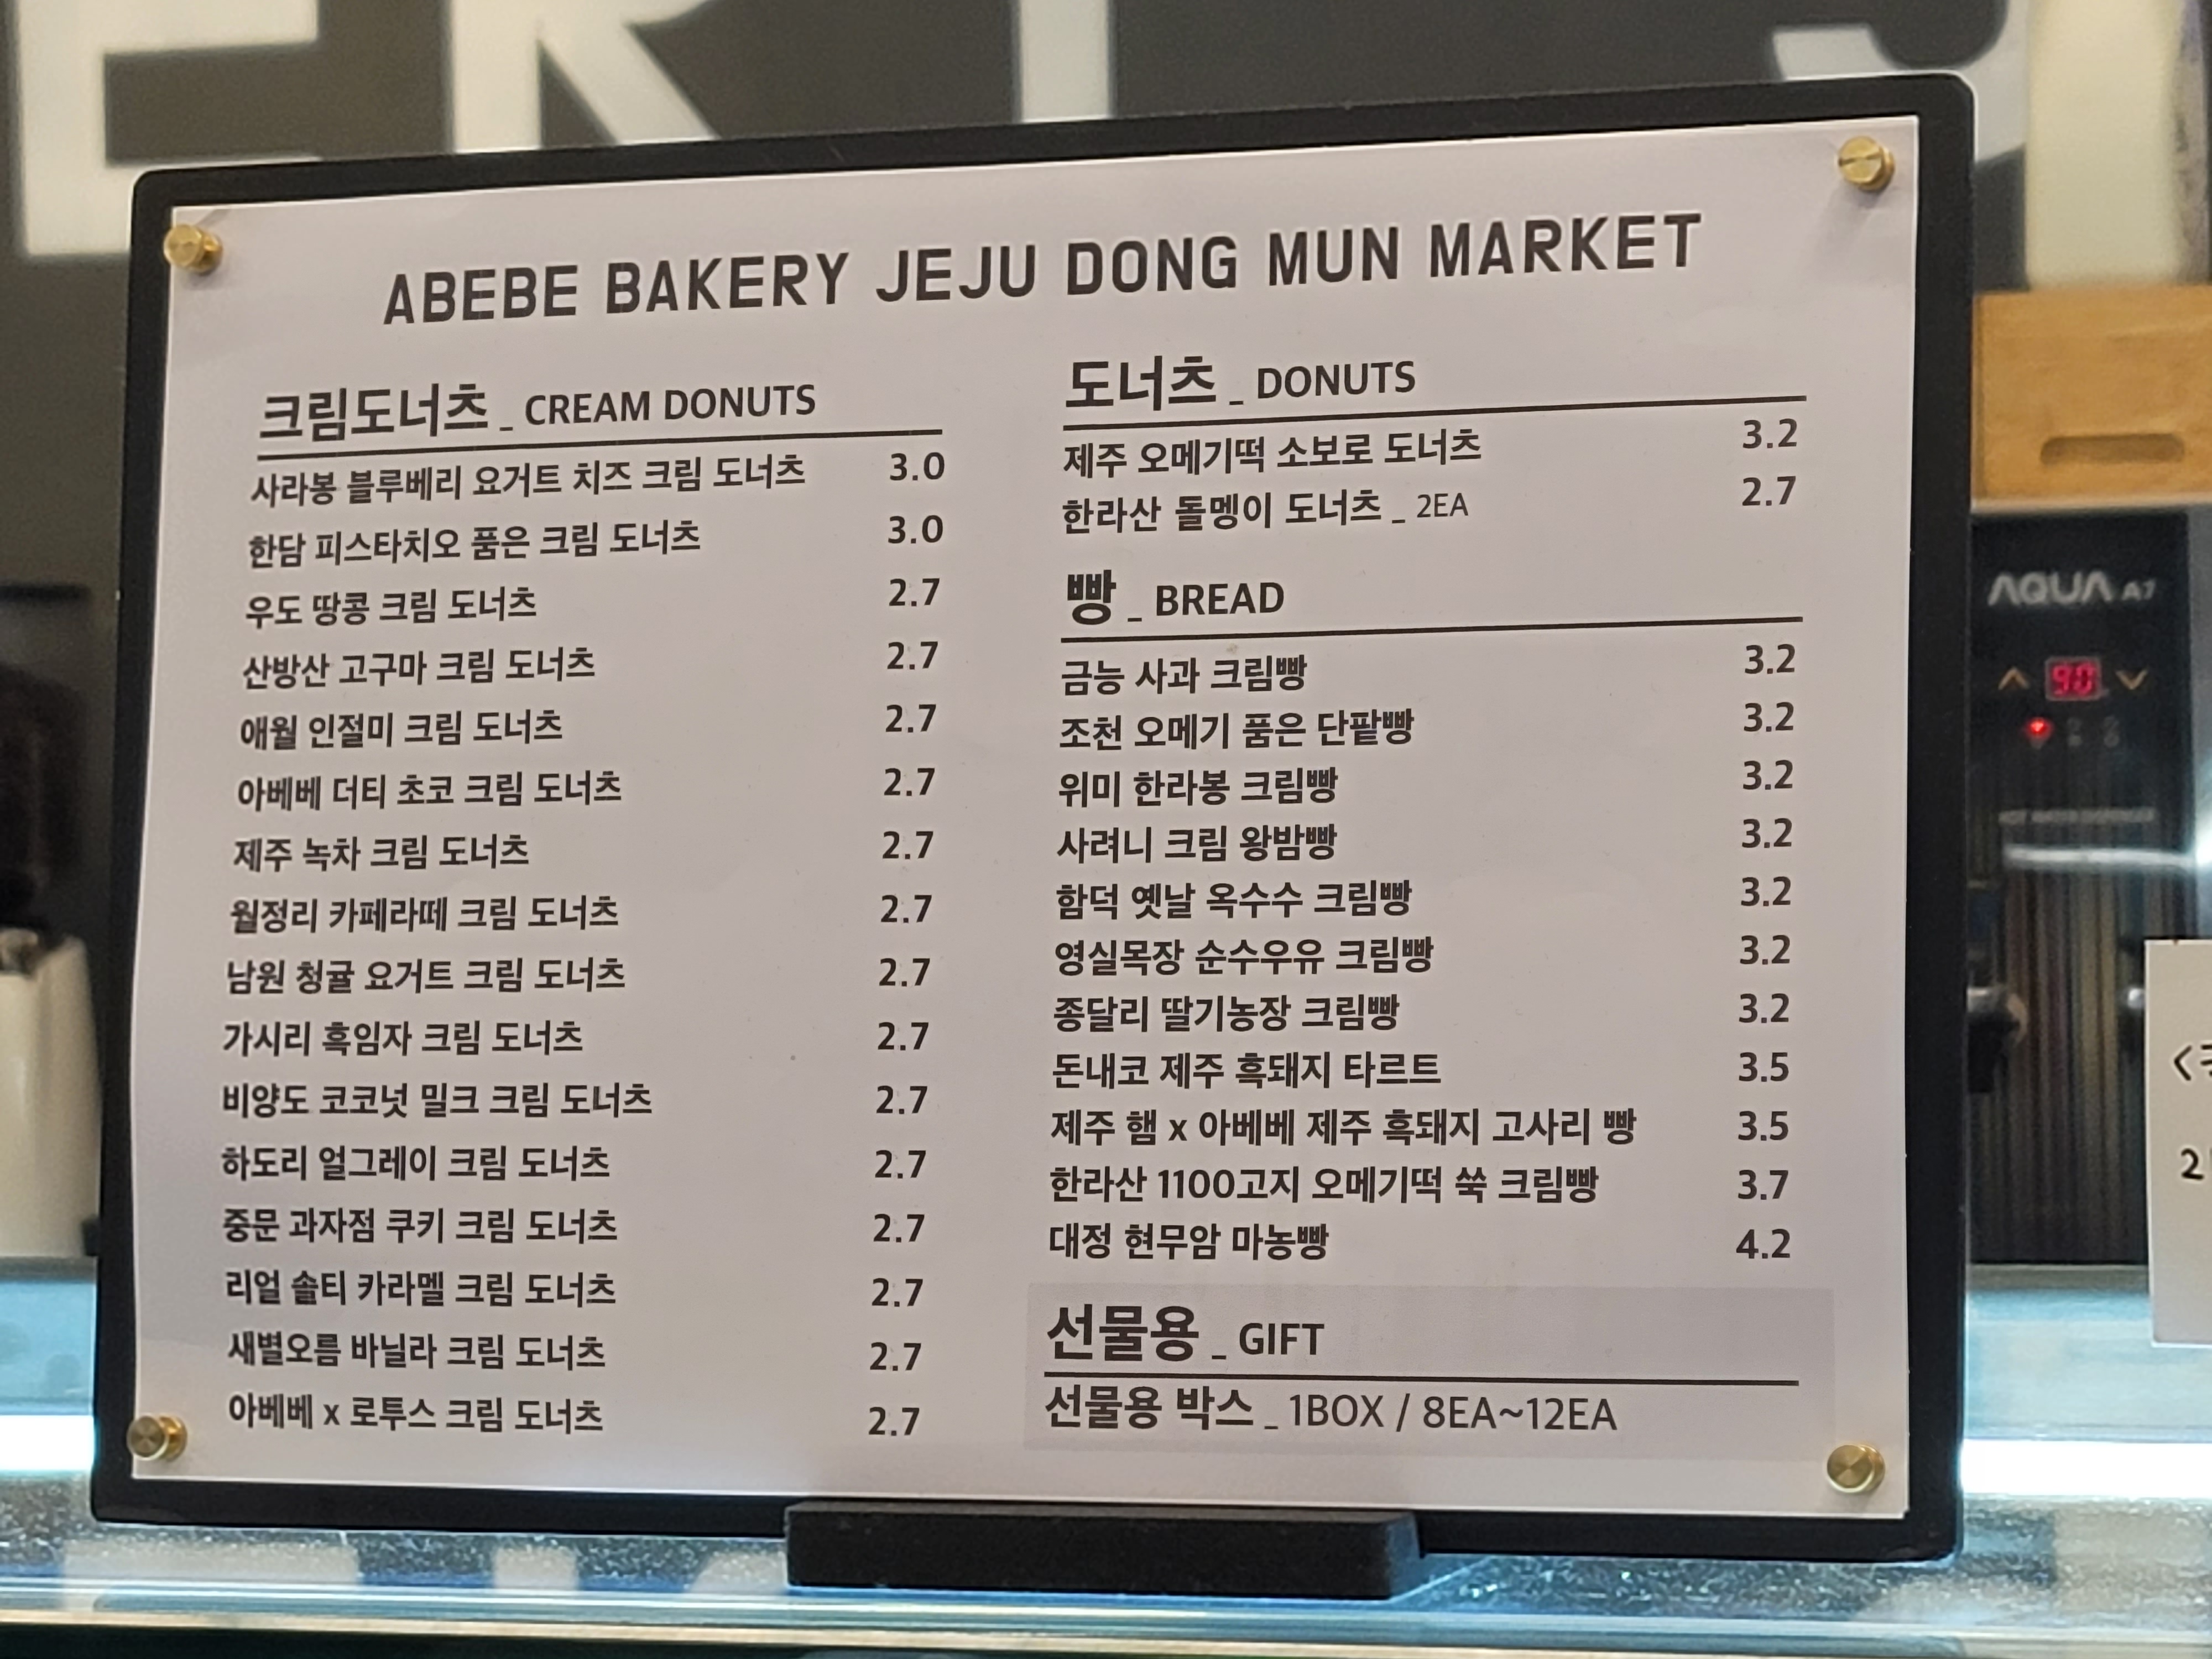 ABEBE BAKERY JEJU DONG MUN MARKET
크림도너츠 _ CREAM DONUTS
사라봉 블루베리 요거트 치즈 크림 도너츠 3.0
한담 피스타치오 품은 크림 도너츠 3.0
우도 땅콩 크림 도너츠 2.7
산방산 고구마 크림 도너츠 2.7
애월 인절미 크림 도너츠 2.7
아베베 더티 초코 크림 도너츠 2.7
제주 녹차 크림 도너츠 2.7
월정리 카페라떼 크림 도너츠 2.7
남원 청귤 요거트 크림 도너츠 2.7
가시리 흑임자 크림 도너츠 2.7
비양도 코코넛 밀크 크림 도너츠 2.7
하도리 얼그레이 크림 도너츠 2.7
중문 과자점 쿠키 크림 도너츠 2.7
리얼 솔티 카라멜 크림 도너츠 2.7
새별오름 바닐라 크림 도너츠 2.7
아베베 x 로투스 크림 도너츠 2.7
도너츠 _ DONUTS
제주 오메기떡 소보로 도너츠 3.2
한라산 돌멩이 도너츠 _ 2EA 2.7
빵 _ BREAD
금능 사과 크림빵 3.2
조천 오메기 품은 단팥빵 3.2
위미 한라봉 크림빵 3.2
사려니 크림 왕밤빵 3.2
함덕 옛날 옥수수 크림빵 3.2
영실목장 순수우유 크림빵 3.2
종달리 딸기농장 크림빵 3.2
돈내코 제주 흑돼지 타르트 3.5
제주 햄 x 아베베 제주 흑돼지 고사리 빵 3.5
한라산 1100고지 오메기떡 쑥 크림빵 3.7
대정 현무암 마농빵 4.2
선물용 _ GIFT
선물용 박스 _ 1BOX / 8EA~12EA
AQUA A7
90